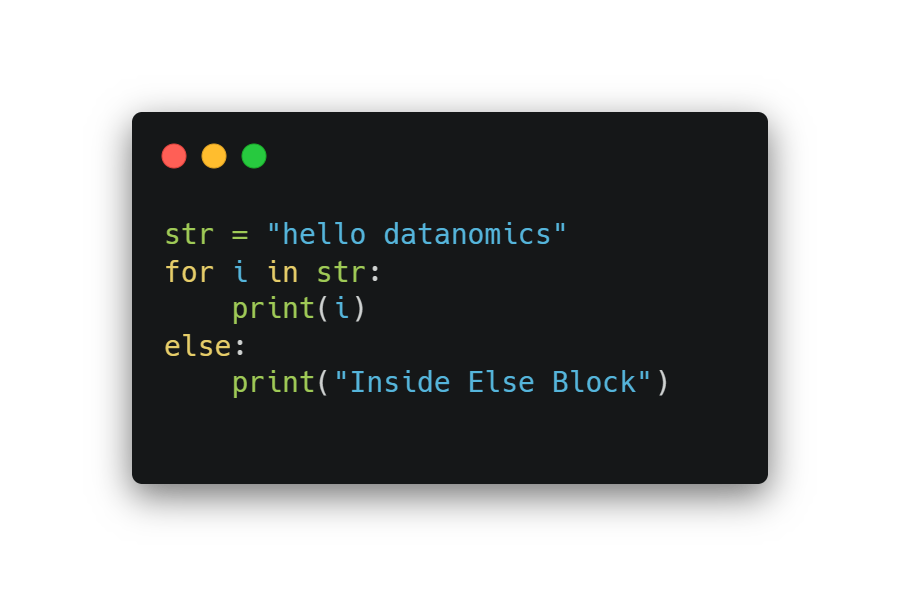 str = "hello datanomics"
for i in str:
    print(i)
else:
    print("Inside Else Block")